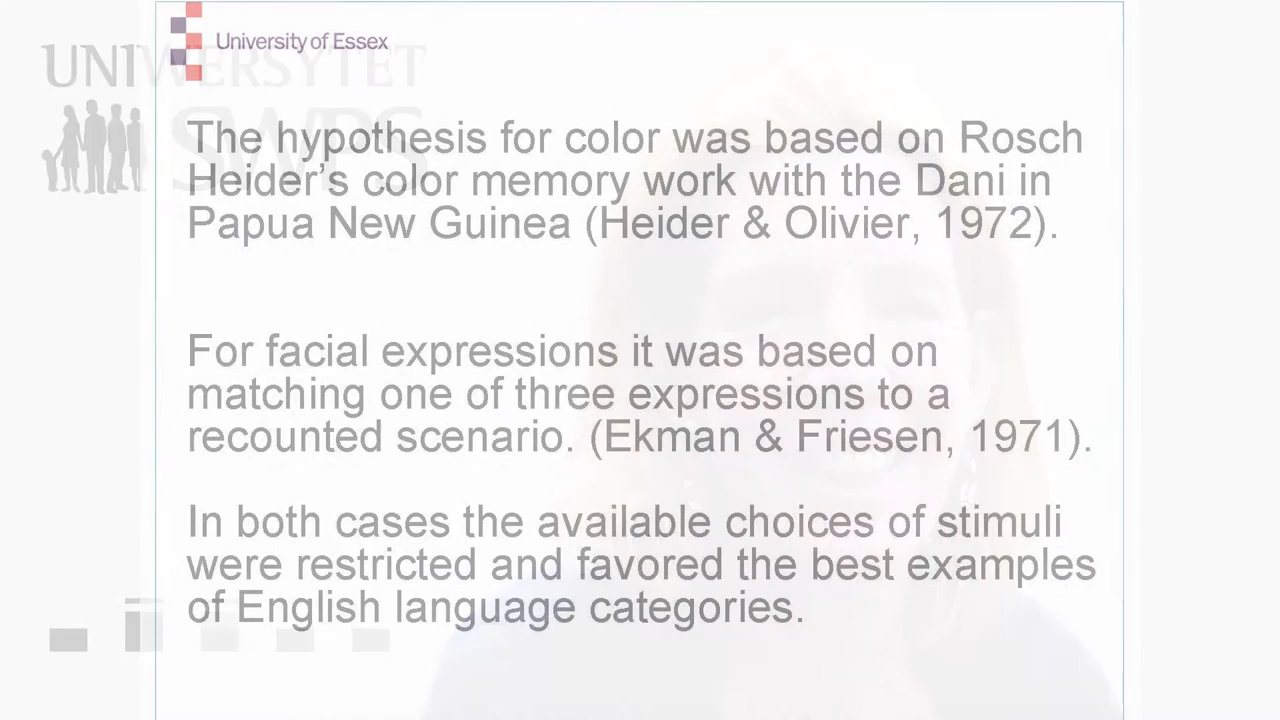 UNIWERSYTET
SWPS
University of Essex
The hypothesis for color was based on Rosch
Heider’s color memory work with the Dani in
Papua New Guinea (Heider & Olivier, 1972).
For facial expressions it was based on
matching one of three expressions to a
recounted scenario. (Ekman & Friesen, 1971).
In both cases the available choices of stimuli
were restricted and favored the best examples
of English language categories.